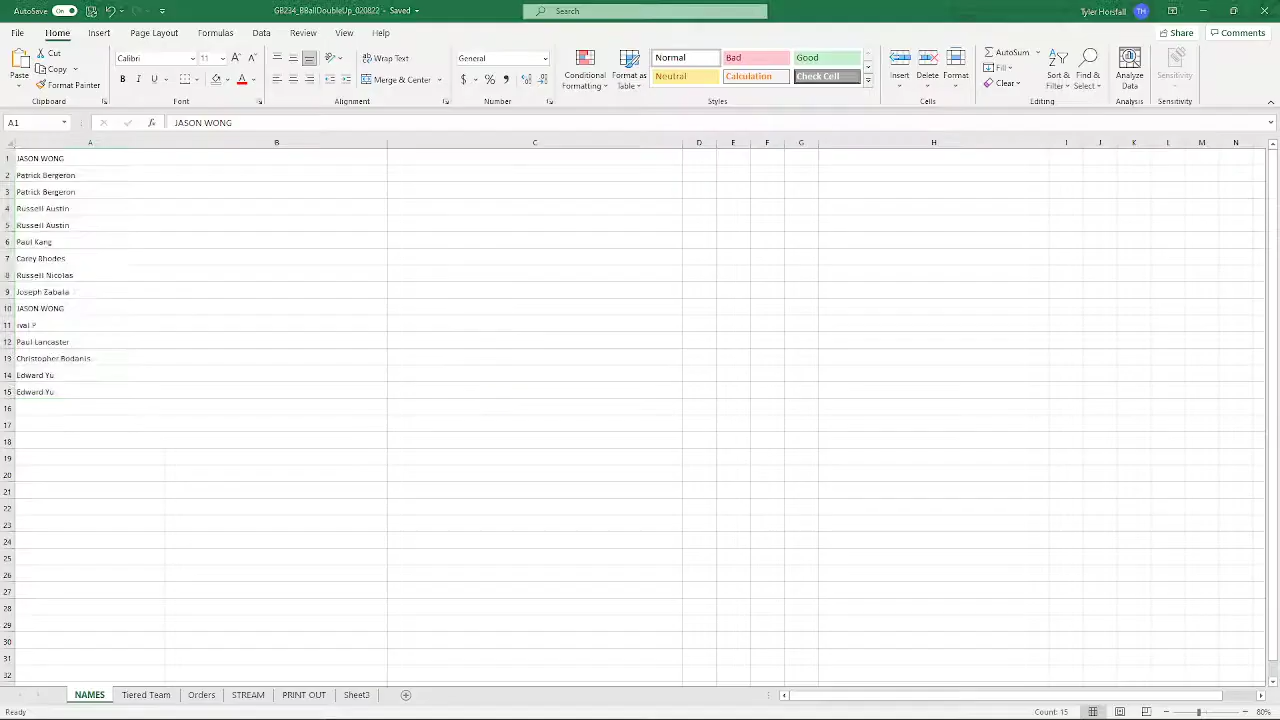 AutoSave On GB234_BBallDoubleUp_020822 - Saved Search Tyler Horsfall TH
File Home Insert Page Layout Formulas Data Review View Help Share Comments
Cut Calibri 11 Wrap Text General Normal Bad Good AutoSum
Paste Copy Conditional Format as Insert Delete Format Fill Sort & Find & Analyze Sensitivity
Format Painter B I U Merge & Center $ % Formatting Table Neutral Calculation Check Cell Clear Filter Select Data
Clipboard Font Alignment Number Styles Cells Editing Analysis Sensitivity
A1 fx JASON WONG
A B C D E F G H I J K L M N
1 JASON WONG
2 Patrick Bergeron
3 Patrick Bergeron
4 Russell Austin
5 Russell Austin
6 Paul Kang
7 Carey Rhodes
8 Russell Nicolas
9 Joseph Zabala
10 JASON WONG
11
12 Paul Lancaster
13 Christopher Bodanis
14 Edward Yu
15 Edward Yu
16
17
18
19
20
21
22
23
24
25
26
27
28
29
30
31
32
NAMES Tiered Team Orders STREAM PRINT OUT Sheet3
Ready Count: 15 80%